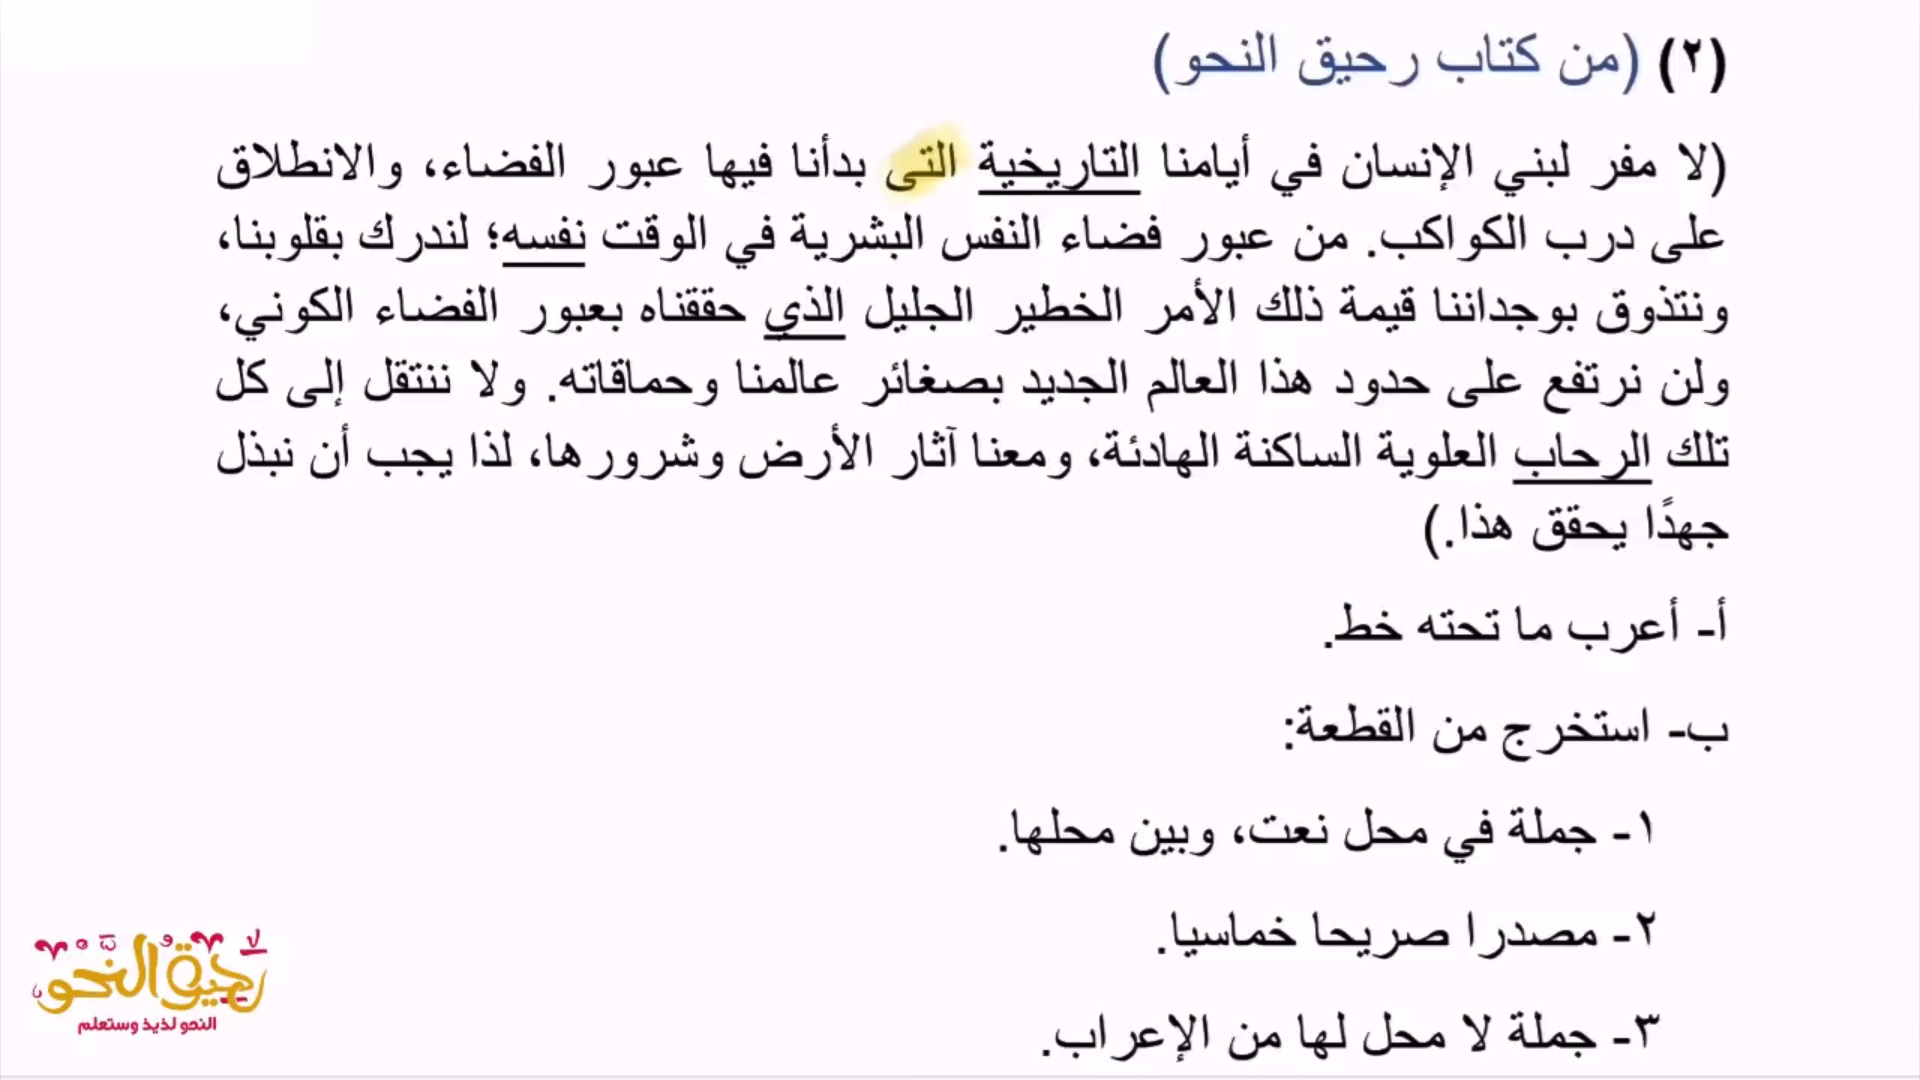 (٢) (من كتاب رحيق النحو)
(لا مفر لبني الإنسان في أيامنا التاريخية التى بدأنا فيها عبور الفضاء، والانطلاق
على درب الكواكب. من عبور فضاء النفس البشرية في الوقت نفسه؛ لندرك بقلوبنا،
ونتذوق بوجداننا قيمة ذلك الأمر الخطير الجليل الذي حققناه بعبور الفضاء الكوني،
ولن نرتفع على حدود هذا العالم الجديد بصغائر عالمنا وحماقاته. ولا ننتقل إلى كل
تلك الرحاب العلوية الساكنة الهادئة، ومعنا آثار الأرض وشرورها، لذا يجب أن نبذل
جهدًا يحقق هذا.)
أ- أعرب ما تحته خط.
ب- استخرج من القطعة:
١- جملة في محل نعت، وبين محلها.
٢- مصدرا صريحا خماسيا.
٣- جملة لا محل لها من الإعراب.
رحيق النحو
النحو لذيذ وستعلم